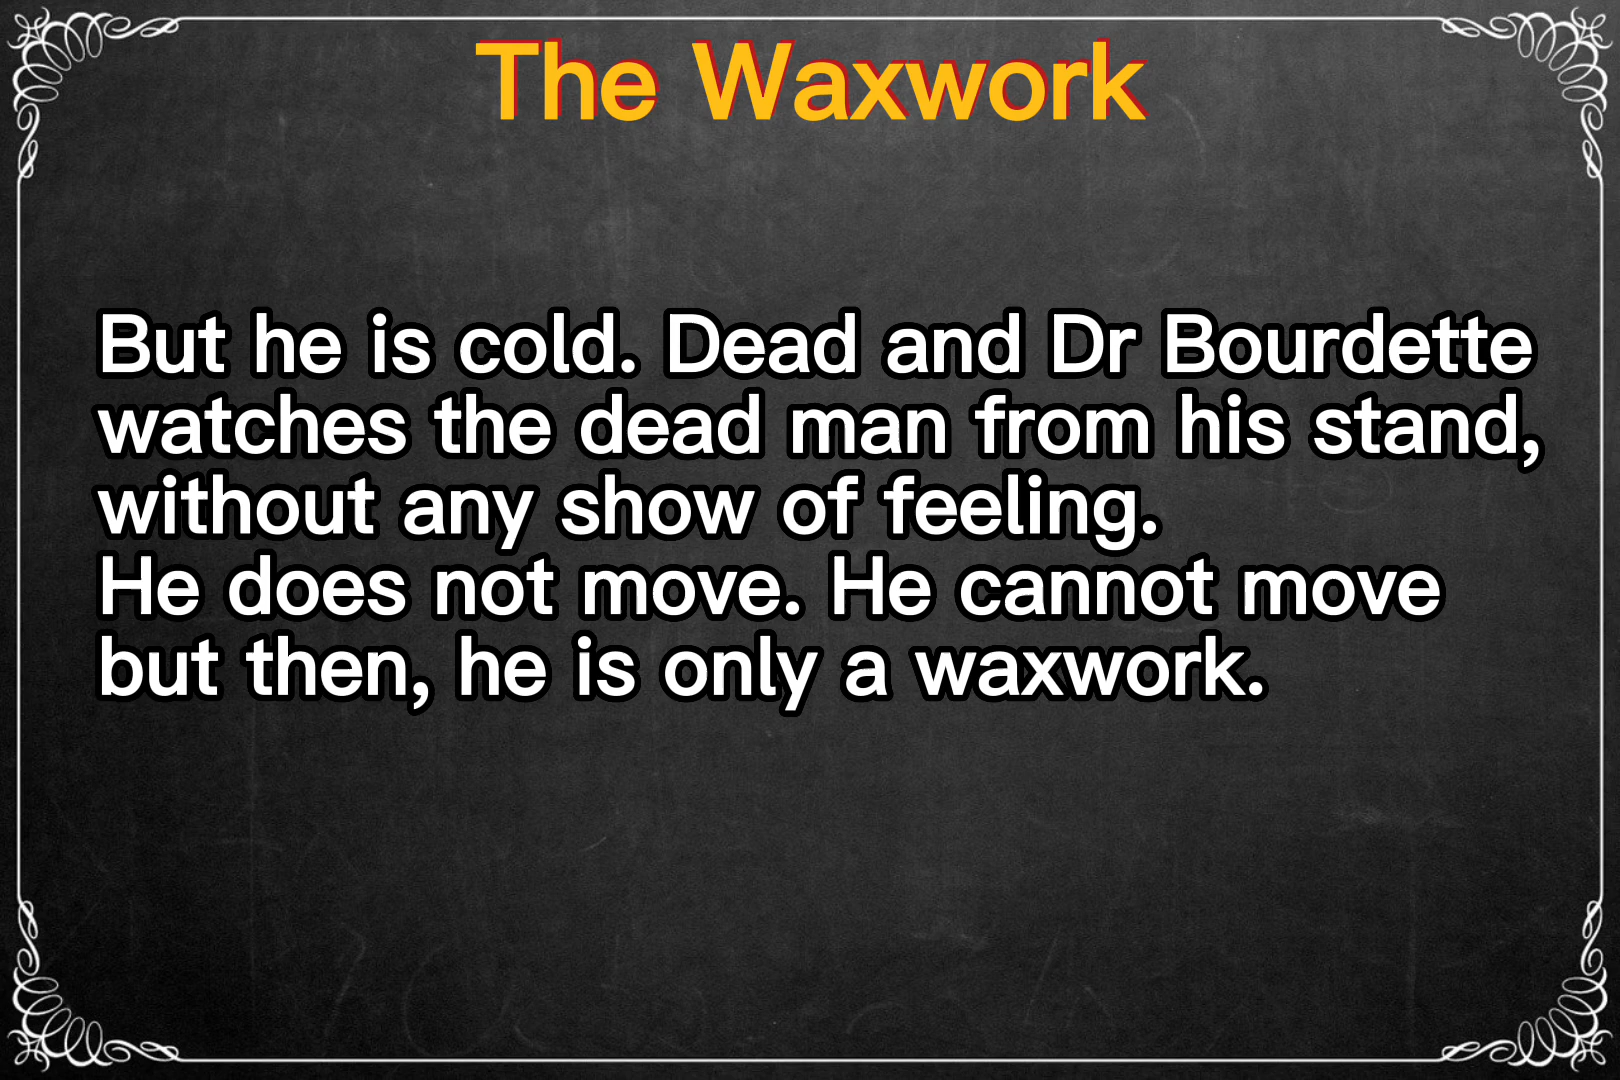 The Waxwork
But he is cold. Dead and Dr Bourdette
watches the dead man from his stand,
without any show of feeling.
He does not move. He cannot move
but then, he is only a waxwork.